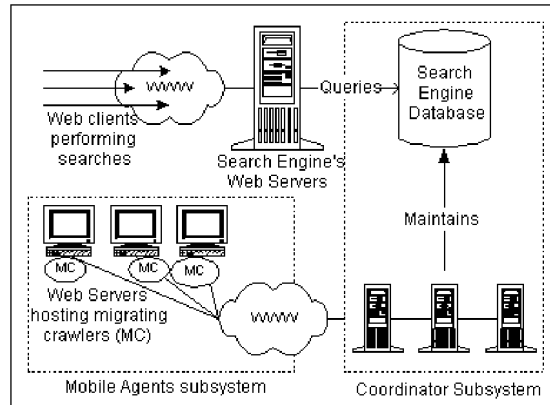 WWW
Web clients
performing
searches
Search Engine's
Web Servers
Queries
Search
Engine
Database
Maintains
MC
MC
MC
Web Servers
hosting migrating
crawlers (MC)
WWW
Mobile Agents subsystem
Coordinator Subsystem